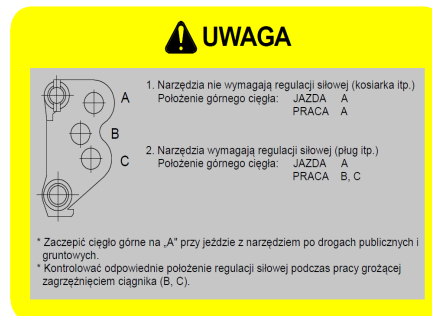 UWAGA
1. Narzędzia nie wymagają regulacji siłowej (kosiarka itp.)
Położenie górnego cięgła: JAZDA A
PRACA A
A
B
C
2. Narzędzia wymagają regulacji siłowej (pług itp.)
Położenie górnego cięgła: JAZDA A
PRACA B, C
* Zaczepić cięgło górne na „A" przy jeździe z narzędziem po drogach publicznych i
gruntowych.
* Kontrolować odpowiednie położenie regulacji siłowej podczas pracy grożącej
zagrzęźnięciem ciągnika (B, C).